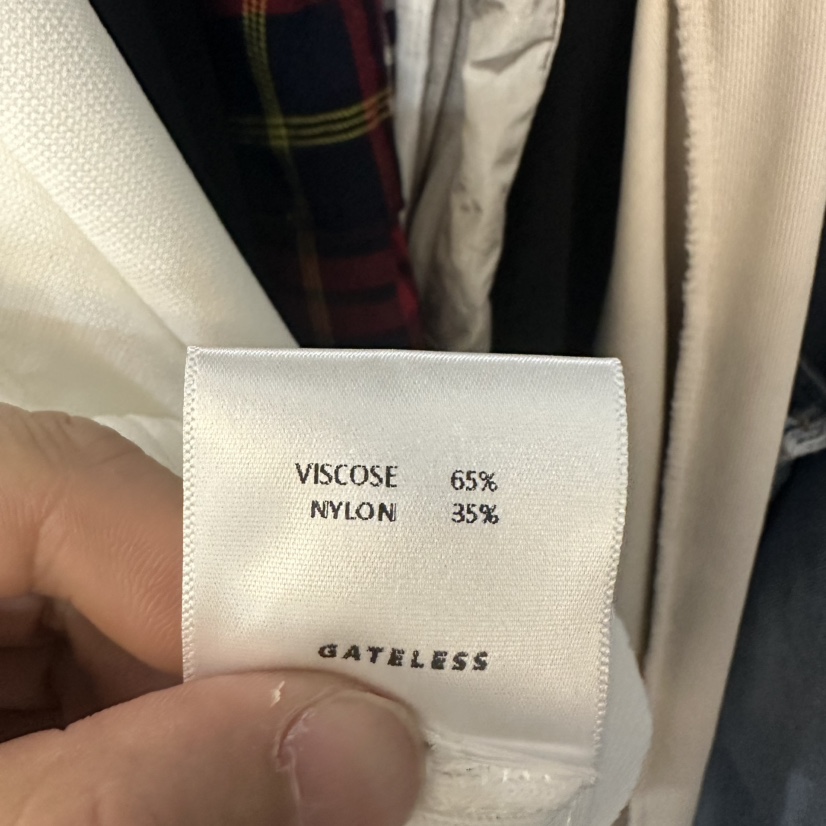 VISCOSE 65%
NYLON 35%
GATELESS